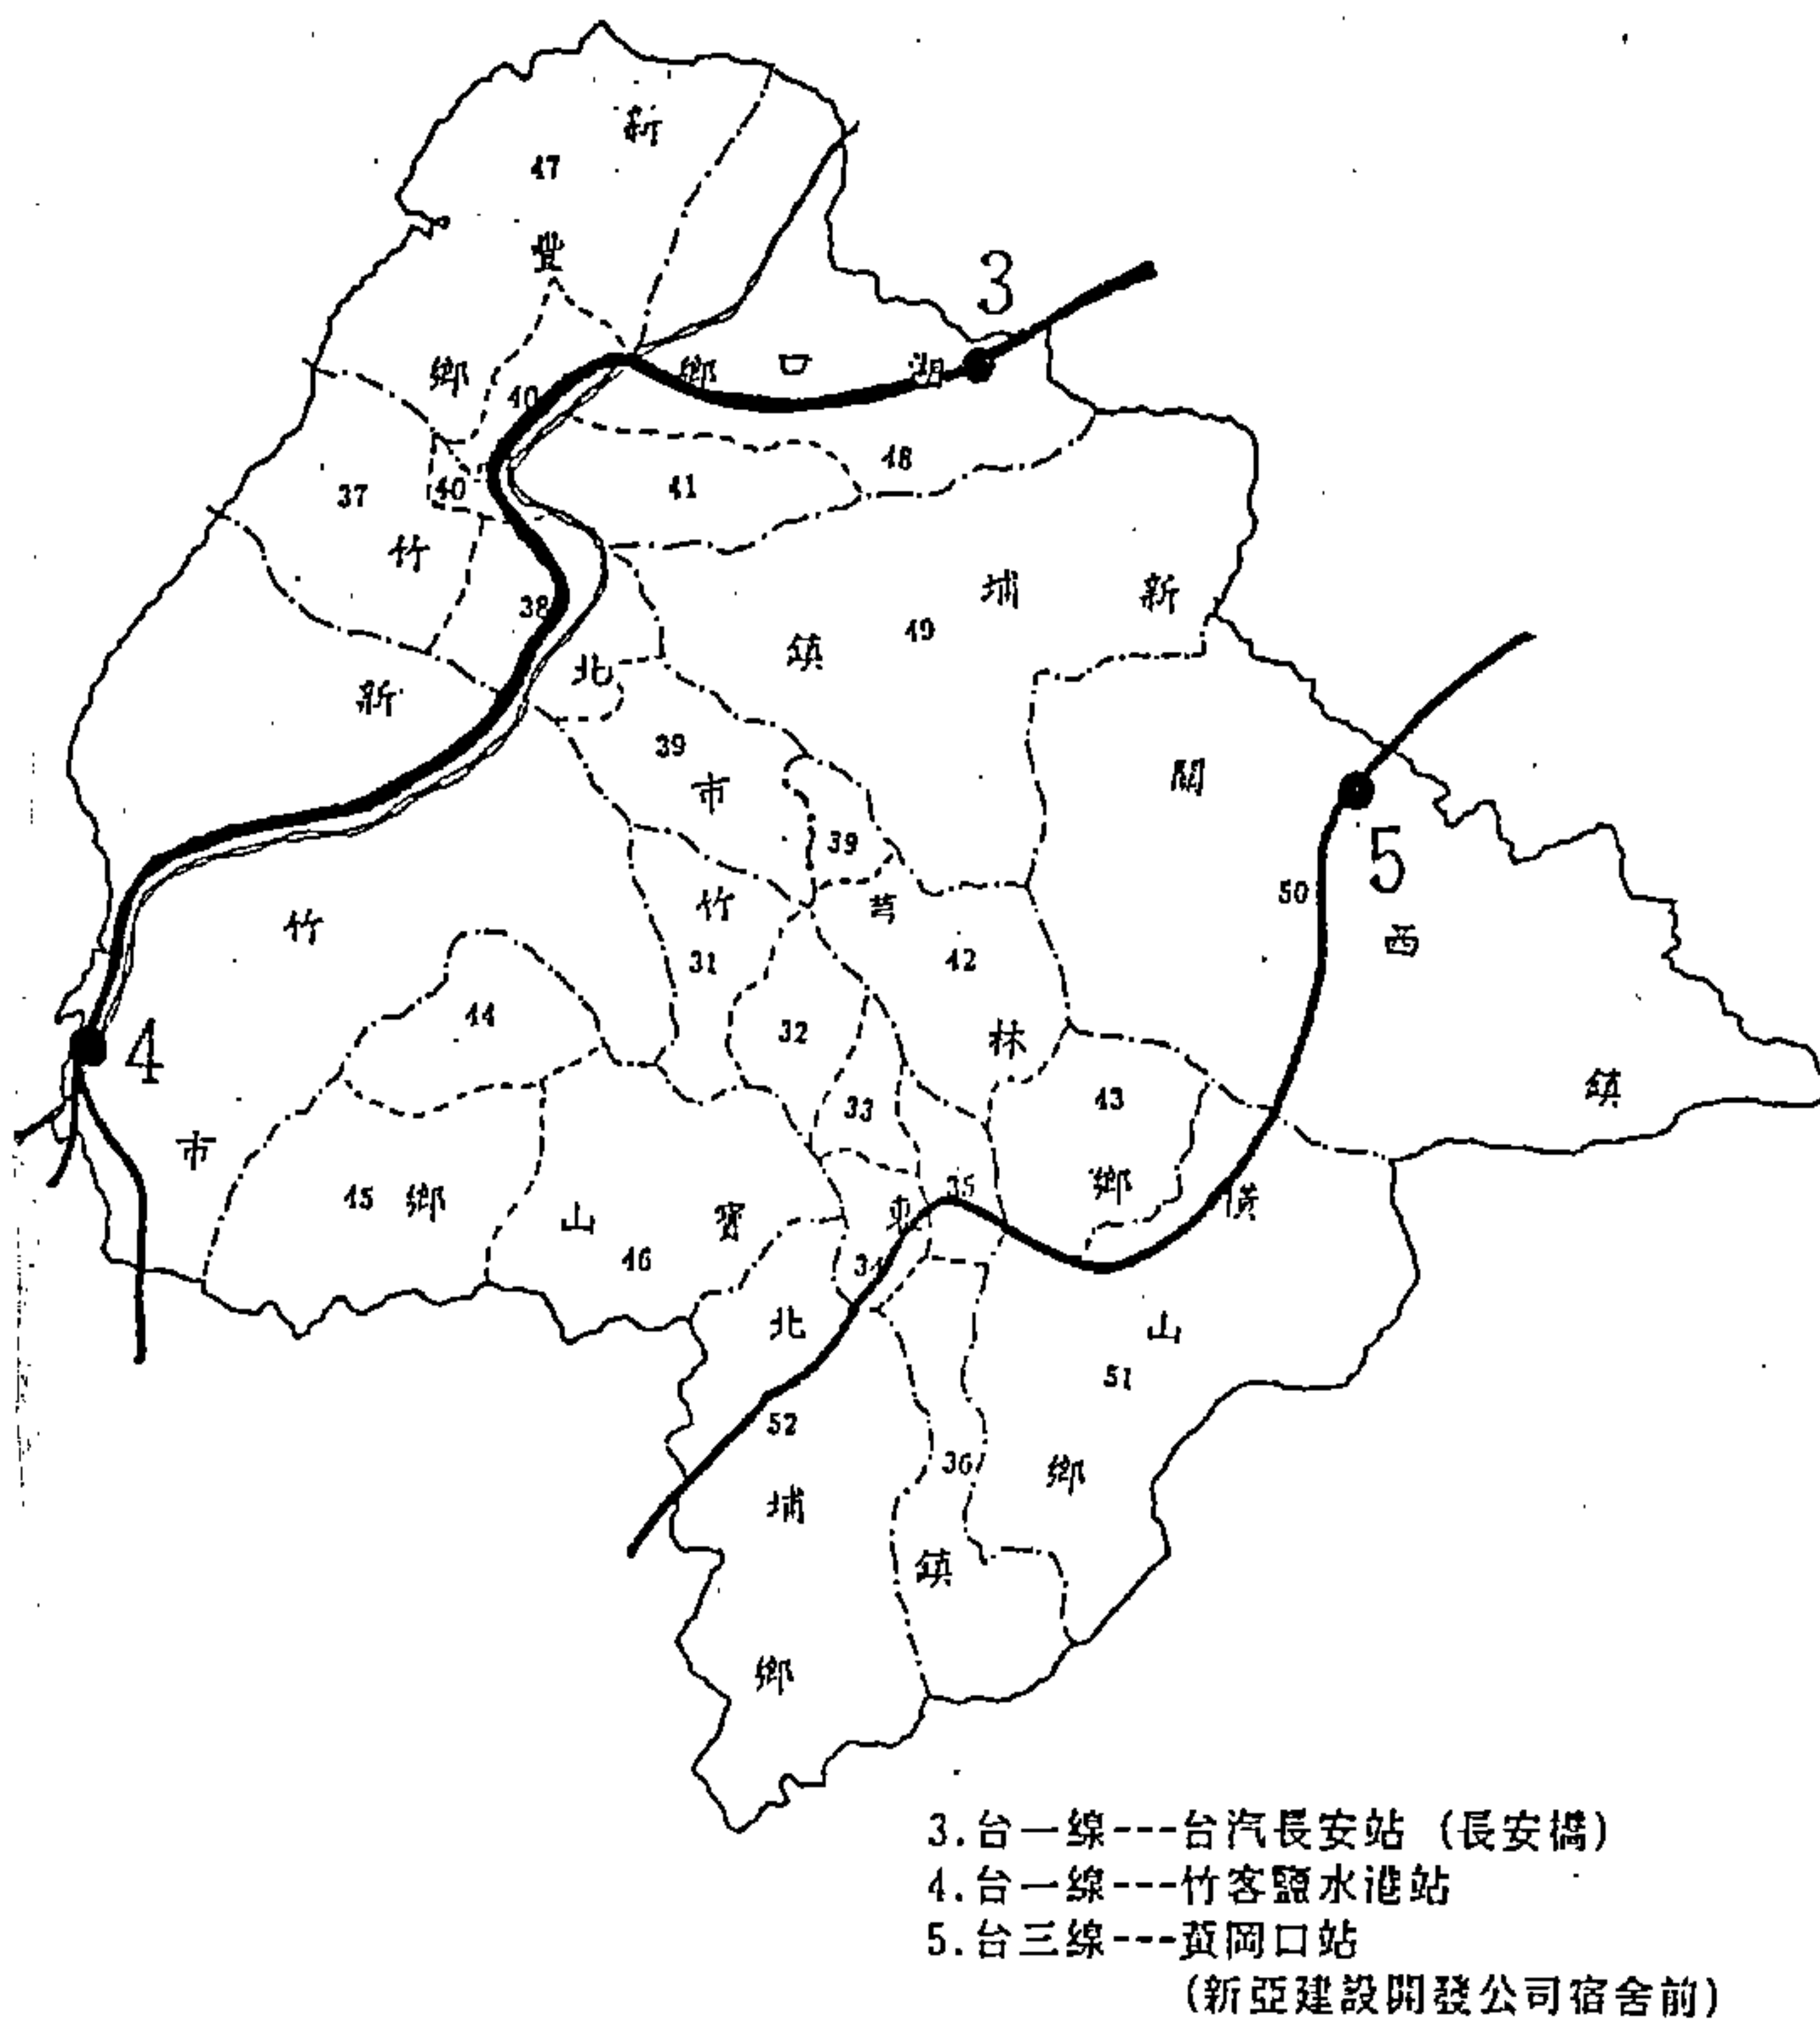 新
47
豐
3
鄉
40
鄉
口
湖
48
37
40
41
竹
38
埔
新
49
鎮
北
新
39
市
關
39
5
50
竹
芎
竹
西
31
42
44
32
林
4
43
鎮
33
市
45
鄉
山
寶
35
鄉
橫
東
46
34
北
山
51
52
36
鄉
埔
鎮
鄉
3.台一線---台汽長安站 (長安橋)
4.台一線---竹客鹽水港站
5.台三線---黃岡口站
(新亞建設開發公司宿舍前)